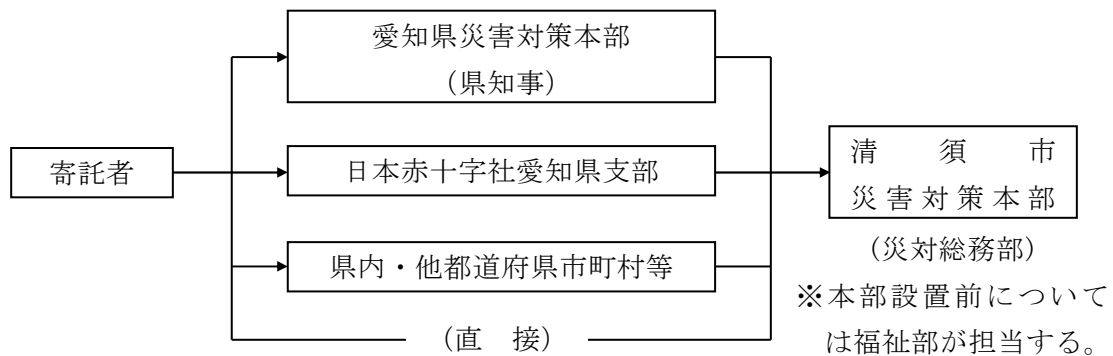 愛知県災害対策本部
（県知事）
寄託者
日本赤十字社愛知県支部
県内・他都道府県市町村等
（直　接）
清　須　市
災害対策本部
（災対総務部）
※本部設置前について
は福祉部が担当する。